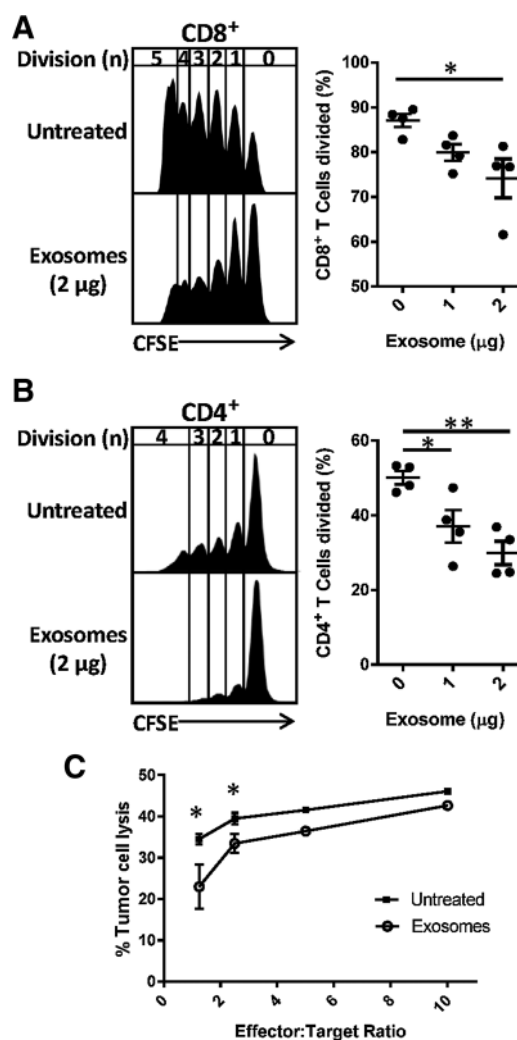 A
CD8+
Division (n) 5 4 3 2 1 0
Untreated
Exosomes
(2 µg)
CFSE
CD8+ T Cells divided (%)
100
90
80
70
60
50
*
0 1 2
Exosome (µg)
B
CD4+
Division (n) 4 3 2 1 0
Untreated
Exosomes
(2 µg)
CFSE
CD4+ T Cells divided (%)
80
60
40
20
0
**
*
0 1 2
Exosome (µg)
C
% Tumor cell lysis
50
40
30
20
10
0
* *
Untreated
Exosomes
0 2 4 6 8 10
Effector:Target Ratio